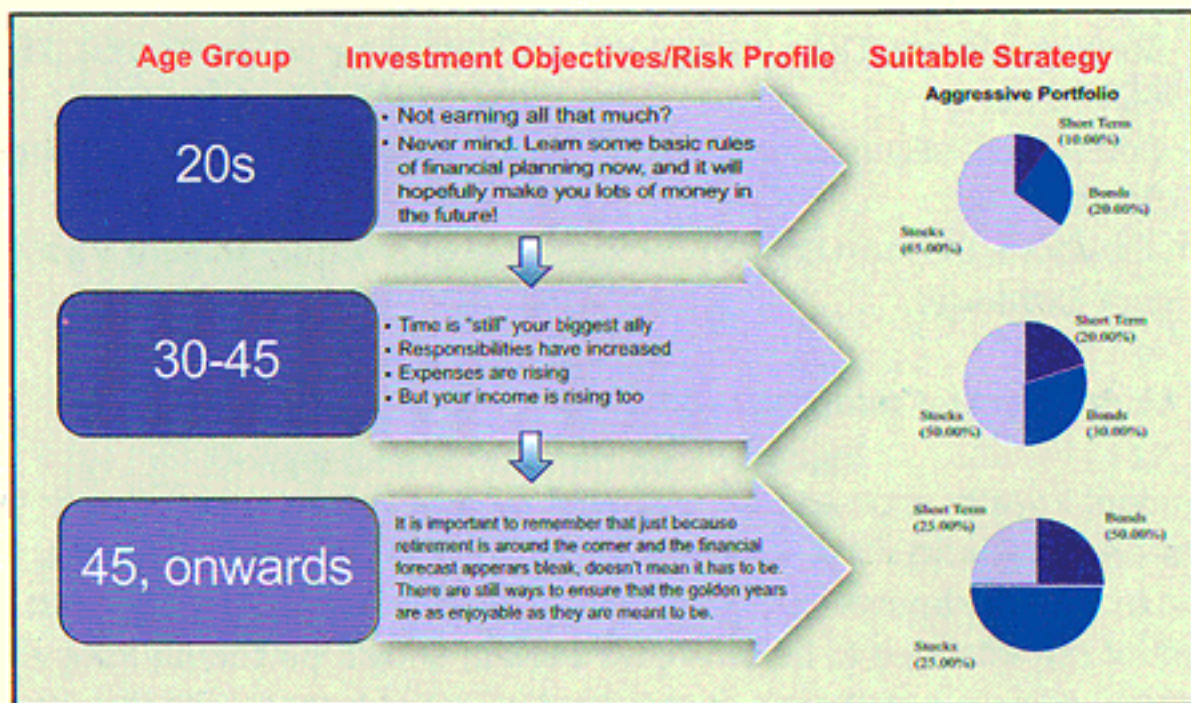 Age Group
Investment Objectives/Risk Profile
Suitable Strategy
20s
• Not earning all that much?
• Never mind. Learn some basic rules
of financial planning now, and it will
hopefully make you lots of money in
the future!
Aggressive Portfolio
Short Term
(10.00%)
Bonds
(20.00%)
Stocks
(65.00%)
30-45
• Time is "still" your biggest ally
• Responsibilities have increased
• Expenses are rising
• But your income is rising too
Short Term
(20.00%)
Bonds
(30.00%)
Stocks
(50.00%)
45, onwards
It is important to remember that just because
retirement is around the corner and the financial
forecast apperars bleak, doesn't mean it has to be.
There are still ways to ensure that the golden years
are as enjoyable as they are meant to be.
Short Term
(25.00%)
Bonds
(50.00%)
Stocks
(25.00%)